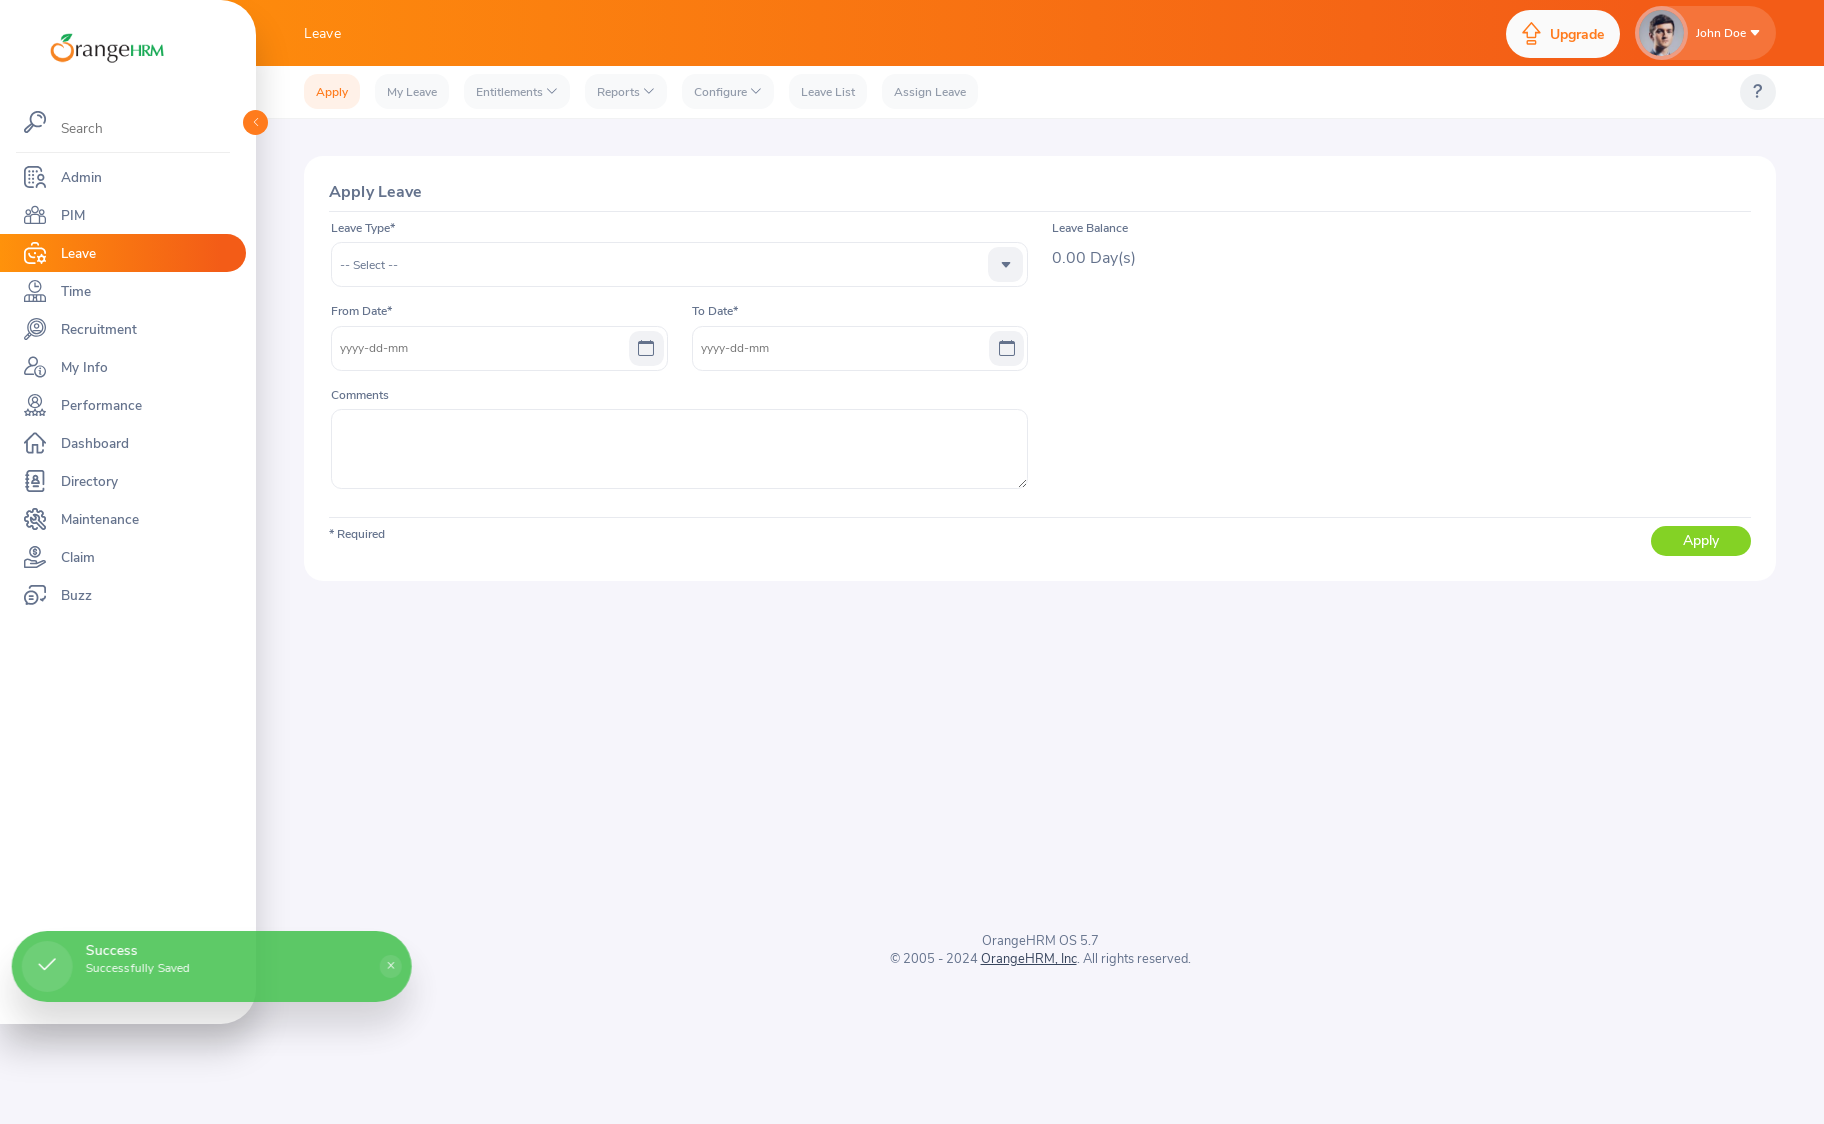 OrangeHRM
Leave
Upgrade
John Doe
Apply
My Leave
Entitlements
Reports
Configure
Leave List
Assign Leave
?
Search
Admin
PIM
Leave
Time
Recruitment
My Info
Performance
Dashboard
Directory
Maintenance
Claim
Buzz
Apply Leave
Leave Type*
Leave Balance
-- Select --
0.00 Day(s)
From Date*
To Date*
yyyy-dd-mm
yyyy-dd-mm
Comments
* Required
Apply
Success
Successfully Saved
OrangeHRM OS 5.7
© 2005 - 2024 OrangeHRM, Inc. All rights reserved.